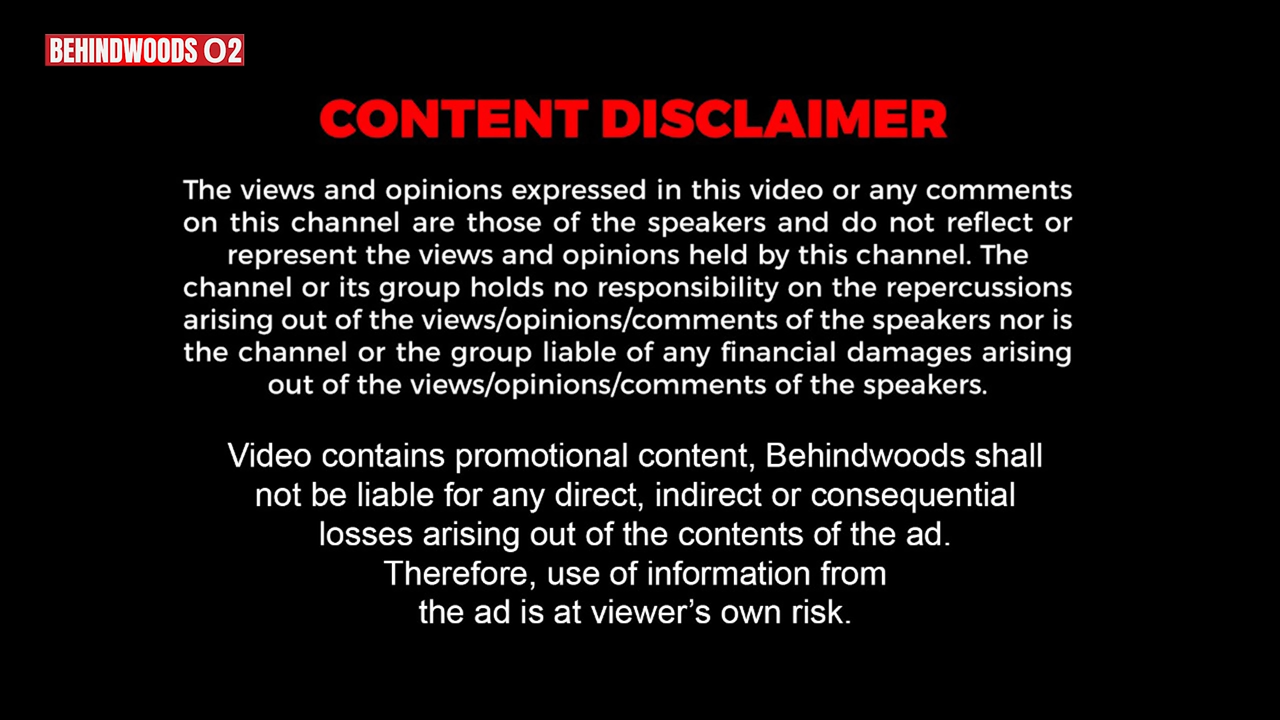 BEHINDWOODS O2
CONTENT DISCLAIMER
The views and opinions expressed in this video or any comments
on this channel are those of the speakers and do not reflect or
represent the views and opinions held by this channel. The
channel or its group holds no responsibility on the repercussions
arising out of the views/opinions/comments of the speakers nor is
the channel or the group liable of any financial damages arising
out of the views/opinions/comments of the speakers.
Video contains promotional content, Behindwoods shall
not be liable for any direct, indirect or consequential
losses arising out of the contents of the ad.
Therefore, use of information from
the ad is at viewer’s own risk.